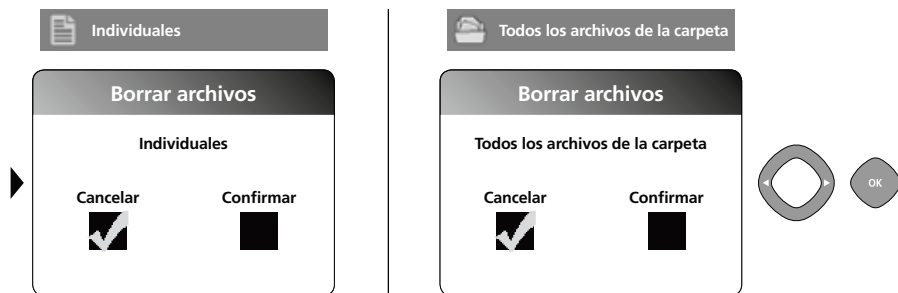 Individuales
Borrar archivos
Individuales
Cancelar Confirmar
Todos los archivos de la carpeta
Borrar archivos
Todos los archivos de la carpeta
Cancelar Confirmar
OK